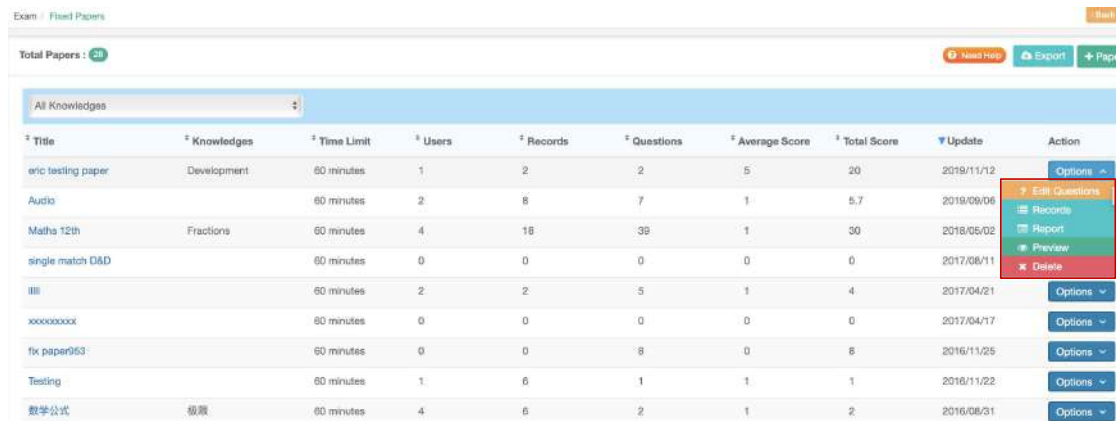 Exam / Fixed Papers Back
Total Papers : 28 Need Help Export + Pape
All Knowledges
Title Knowledges Time Limit Users Records Questions Average Score Total Score Update Action
eric testing paper Development 60 minutes 1 2 2 5 20 2019/11/12 Options
? Edit Questions
Audio 60 minutes 2 8 7 1 5.7 2019/09/06
Records
Maths 12th Fractions 60 minutes 4 18 39 1 30 2018/05/02 Report
Preview
single match D&D 60 minutes 0 0 0 0 0 2017/08/11
Delete
lllll 60 minutes 2 2 5 1 4 2017/04/21 Options
xxxxxxxxx 60 minutes 0 0 0 0 0 2017/04/17 Options
fix paper953 60 minutes 0 0 8 0 8 2016/11/25 Options
Testing 60 minutes 1 6 1 1 1 2016/11/22 Options
数学公式 极限 60 minutes 4 6 2 1 2 2016/08/31 Options